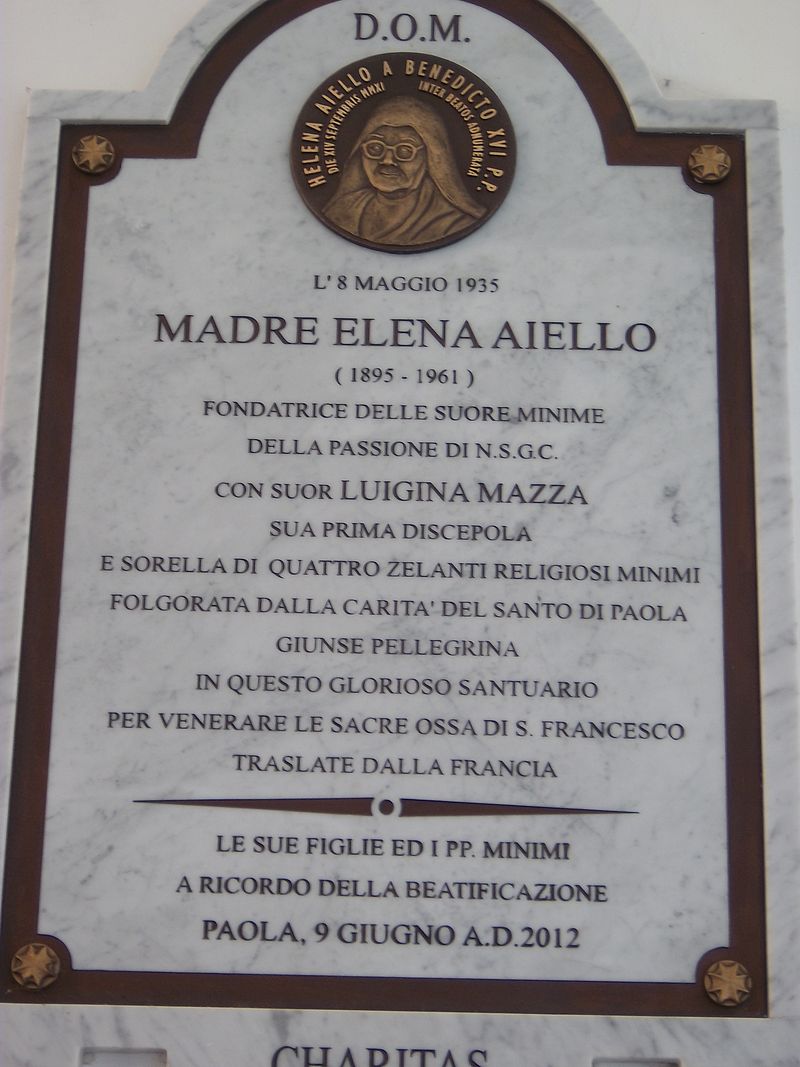 D.O.M.
HELENA AIELLO A BENEDICTO XVI P.P.
DIE XIV SEPTEMBRIS MMXI INTER BEATOS ADNUMERATA
L' 8 MAGGIO 1935
MADRE ELENA AIELLO
( 1895 - 1961 )
FONDATRICE DELLE SUORE MINIME
DELLA PASSIONE DI N.S.G.C.
CON SUOR LUIGINA MAZZA
SUA PRIMA DISCEPOLA
E SORELLA DI QUATTRO ZELANTI RELIGIOSI MINIMI
FOLGORATA DALLA CARITA' DEL SANTO DI PAOLA
GIUNSE PELLEGRINA
IN QUESTO GLORIOSO SANTUARIO
PER VENERARE LE SACRE OSSA DI S. FRANCESCO
TRASLATE DALLA FRANCIA
LE SUE FIGLIE ED I PP. MINIMI
A RICORDO DELLA BEATIFICAZIONE
PAOLA, 9 GIUGNO A.D.2012
CHARITAS